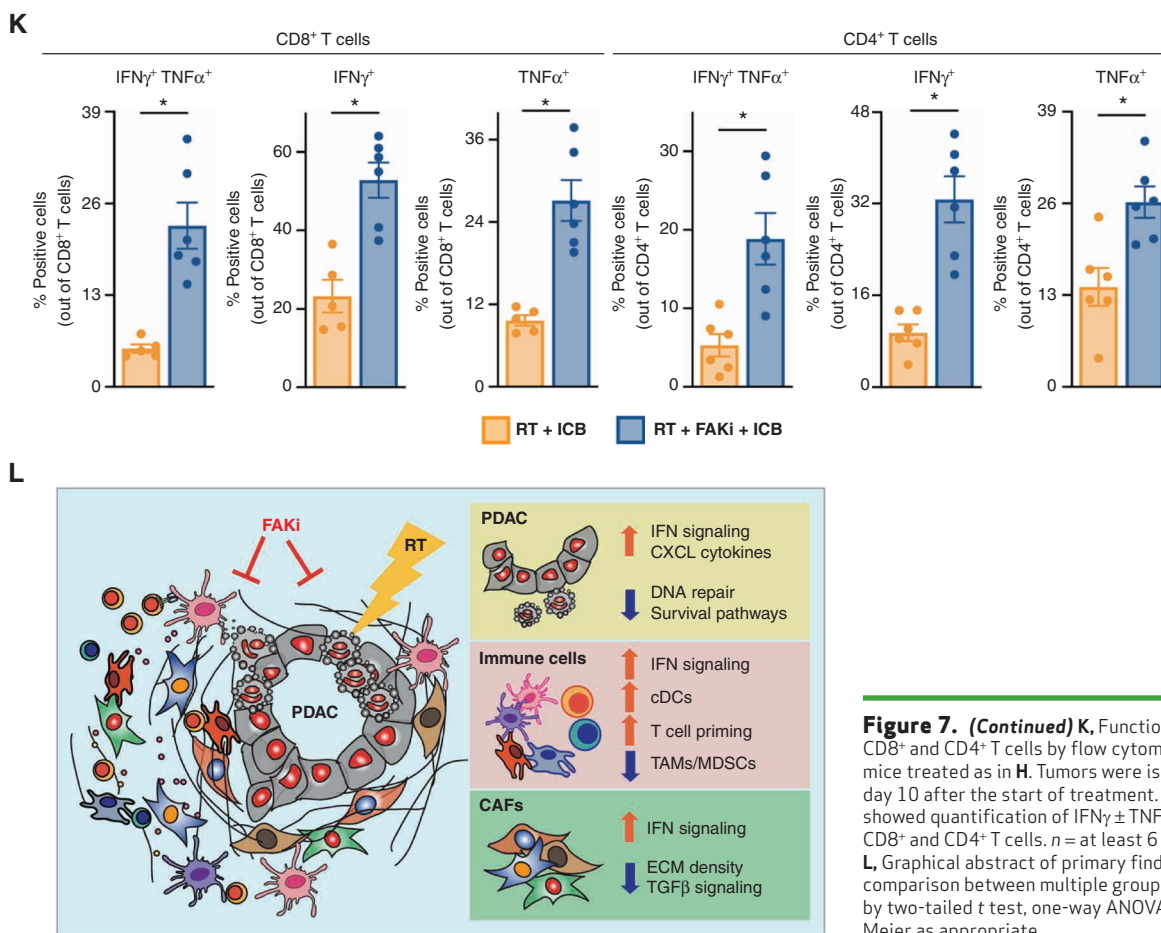 K
CD8⁺ T cells
CD4⁺ T cells
IFNγ⁺ TNFα⁺
IFNγ⁺
TNFα⁺
IFNγ⁺ TNFα⁺
IFNγ⁺
TNFα⁺
% Positive cells
(out of CD8⁺ T cells)
39
26
13
0
*
% Positive cells
(out of CD8⁺ T cells)
60
40
20
0
*
% Positive cells
(out of CD8⁺ T cells)
36
24
12
0
*
% Positive cells
(out of CD4⁺ T cells)
30
20
10
0
*
% Positive cells
(out of CD4⁺ T cells)
48
32
16
0
*
% Positive cells
(out of CD4⁺ T cells)
39
26
13
0
*
RT + ICB
RT + FAKi + ICB
L
FAKi
RT
PDAC
PDAC
IFN signaling
CXCL cytokines
DNA repair
Survival pathways
Immune cells
IFN signaling
cDCs
T cell priming
TAMs/MDSCs
CAFs
IFN signaling
ECM density
TGFβ signaling
Figure 7. (Continued) K, Functio
CD8⁺ and CD4⁺ T cells by flow cytom
mice treated as in H. Tumors were is
day 10 after the start of treatment.
showed quantification of IFNγ ± TNF
CD8⁺ and CD4⁺ T cells. n = at least 6
L, Graphical abstract of primary find
comparison between multiple group
by two-tailed t test, one-way ANOVA
Meier as appropriate